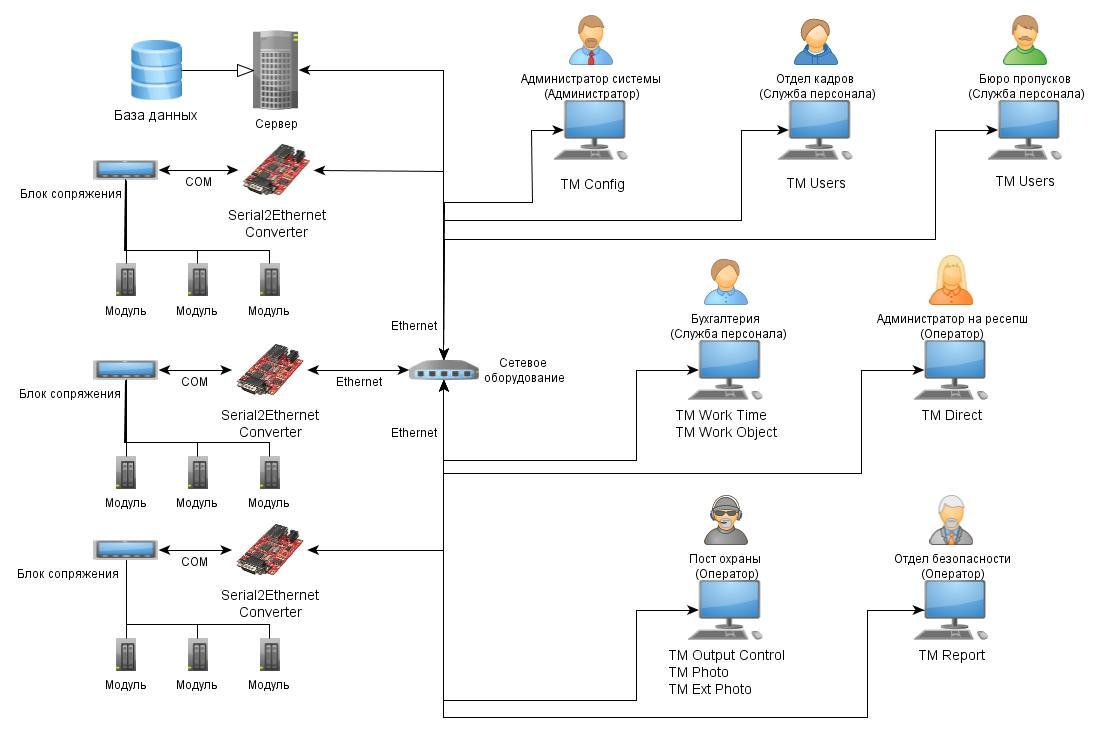 База данных
Сервер
Администратор системы
(Администратор)
TM Config
Отдел кадров
(Служба персонала)
TM Users
Бюро пропусков
(Служба персонала)
TM Users
Блок сопряжения
COM
Serial2Ethernet
Converter
Модуль
Модуль
Модуль
Ethernet
Сетевое
оборудование
Блок сопряжения
COM
Serial2Ethernet
Converter
Ethernet
Ethernet
Модуль
Модуль
Модуль
Бухгалтерия
(Служба персонала)
TM Work Time
TM Work Object
Администратор на ресепш
(Оператор)
TM Direct
Блок сопряжения
COM
Serial2Ethernet
Converter
Модуль
Модуль
Модуль
Пост охраны
(Оператор)
TM Output Control
TM Photo
TM Ext Photo
Отдел безопасности
(Оператор)
TM Report